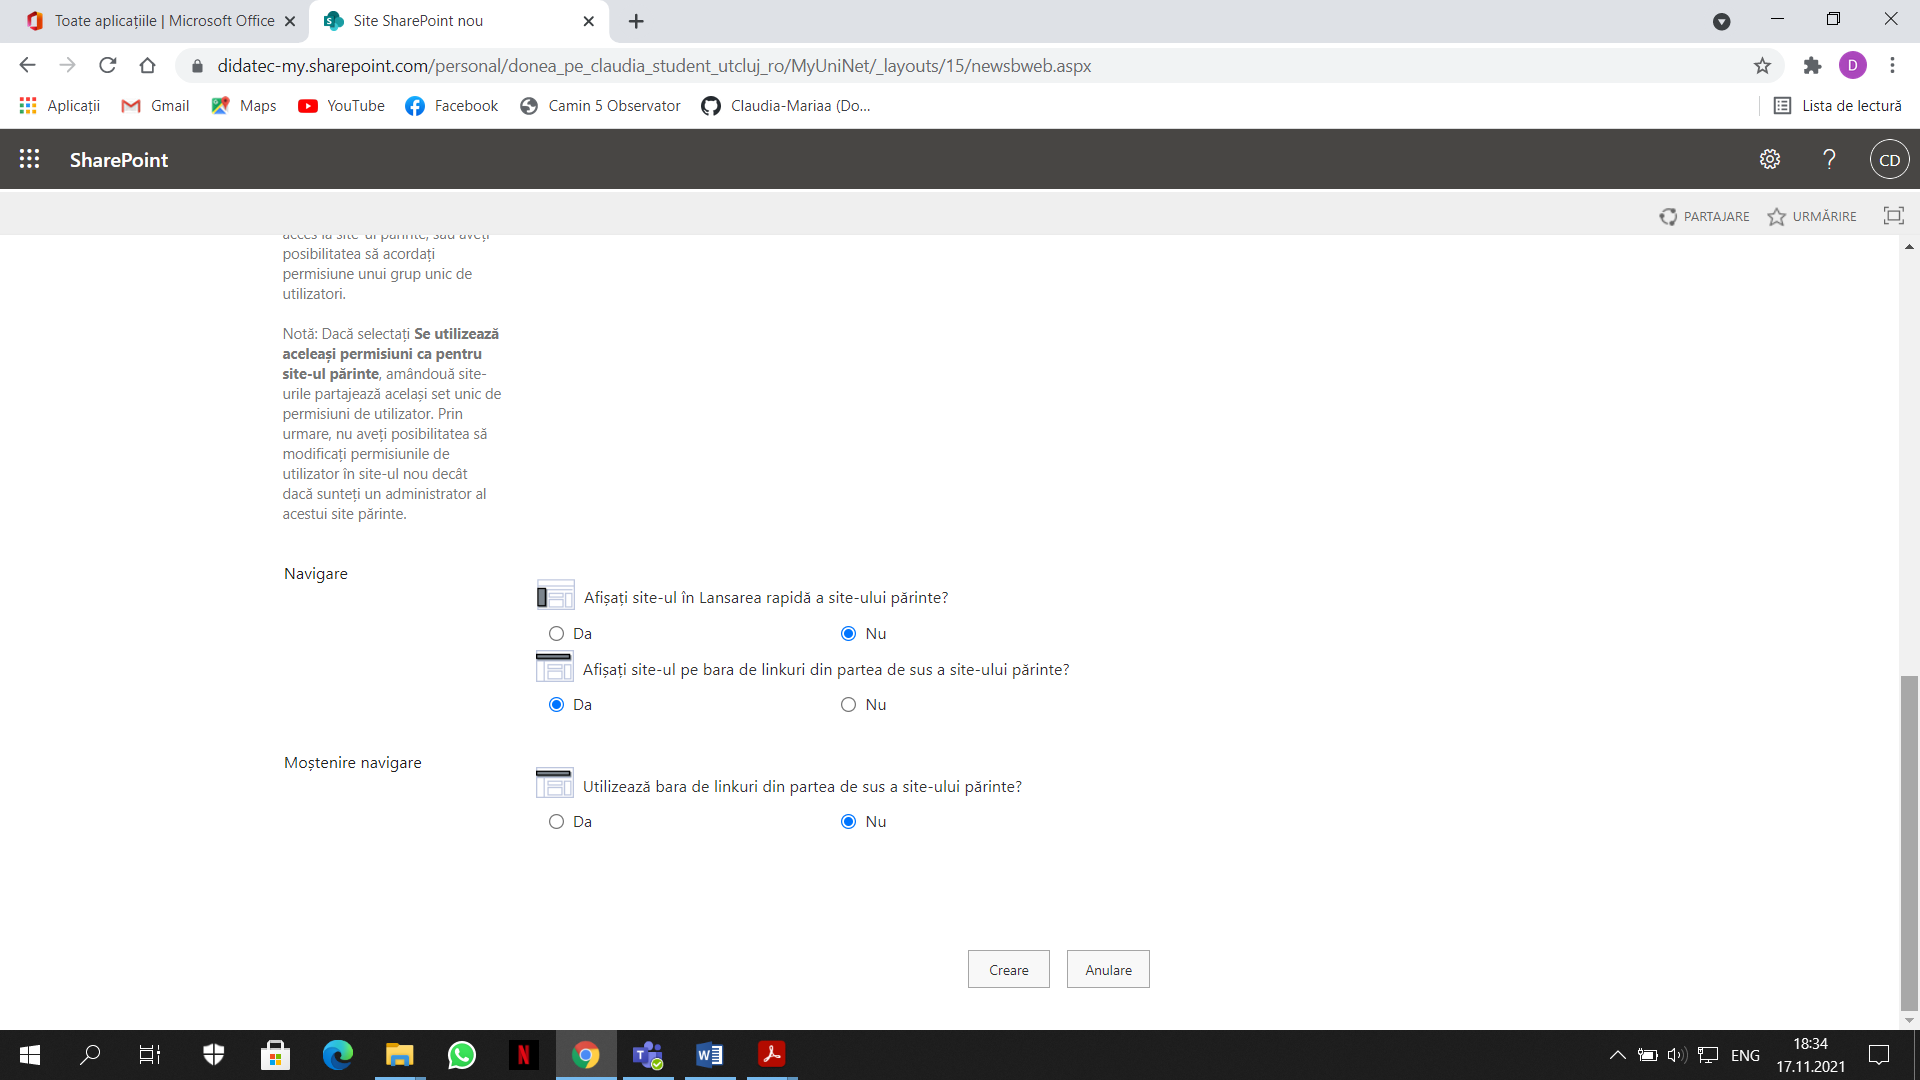 Toate aplicațiile | Microsoft Office
Site SharePoint nou
didatec-my.sharepoint.com/personal/donea_pe_claudia_student_utcluj_ro/MyUniNet/_layouts/15/newsbweb.aspx
D
Aplicații
Gmail
Maps
YouTube
Facebook
Camin 5 Observator
Claudia-Mariaa (Do...
Lista de lectură
SharePoint
CD
PARTAJARE
URMĂRIRE
acces la site-ul părinte, sau aveți
posibilitatea să acordați
permisiune unui grup unic de
utilizatori.
Notă: Dacă selectați Se utilizează
aceleași permisiuni ca pentru
site-ul părinte, amândouă site-
urile partajează același set unic de
permisiuni de utilizator. Prin
urmare, nu aveți posibilitatea să
modificați permisiunile de
utilizator în site-ul nou decât
dacă sunteți un administrator al
acestui site părinte.
Navigare
Afișați site-ul în Lansarea rapidă a site-ului părinte?
Da Nu
Afișați site-ul pe bara de linkuri din partea de sus a site-ului părinte?
Da Nu
Moștenire navigare
Utilizează bara de linkuri din partea de sus a site-ului părinte?
Da Nu
Creare Anulare
ENG
18:34
17.11.2021